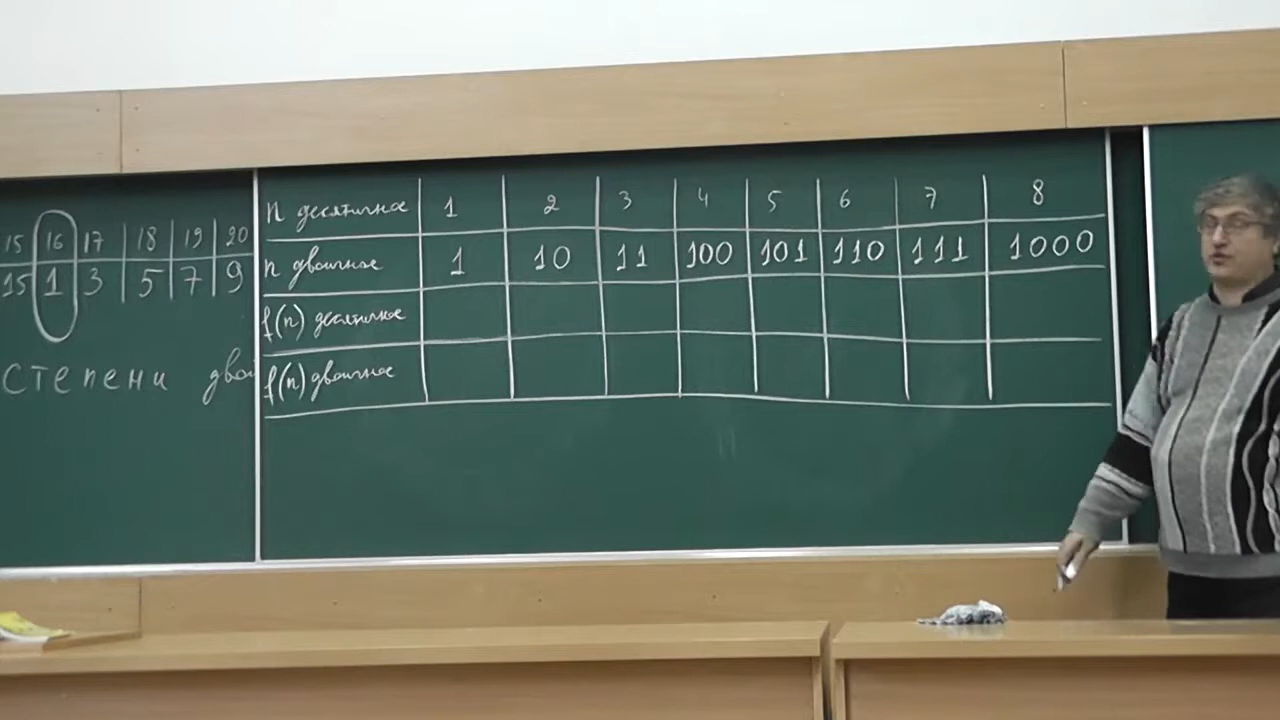 15 16 17 18 19 20
15 1 3 5 7 9
степени двой
n десятичное 1 2 3 4 5 6 7 8
n двоичное 1 10 11 100 101 110 111 1000
f(n) десятичное
f(n) двоичное